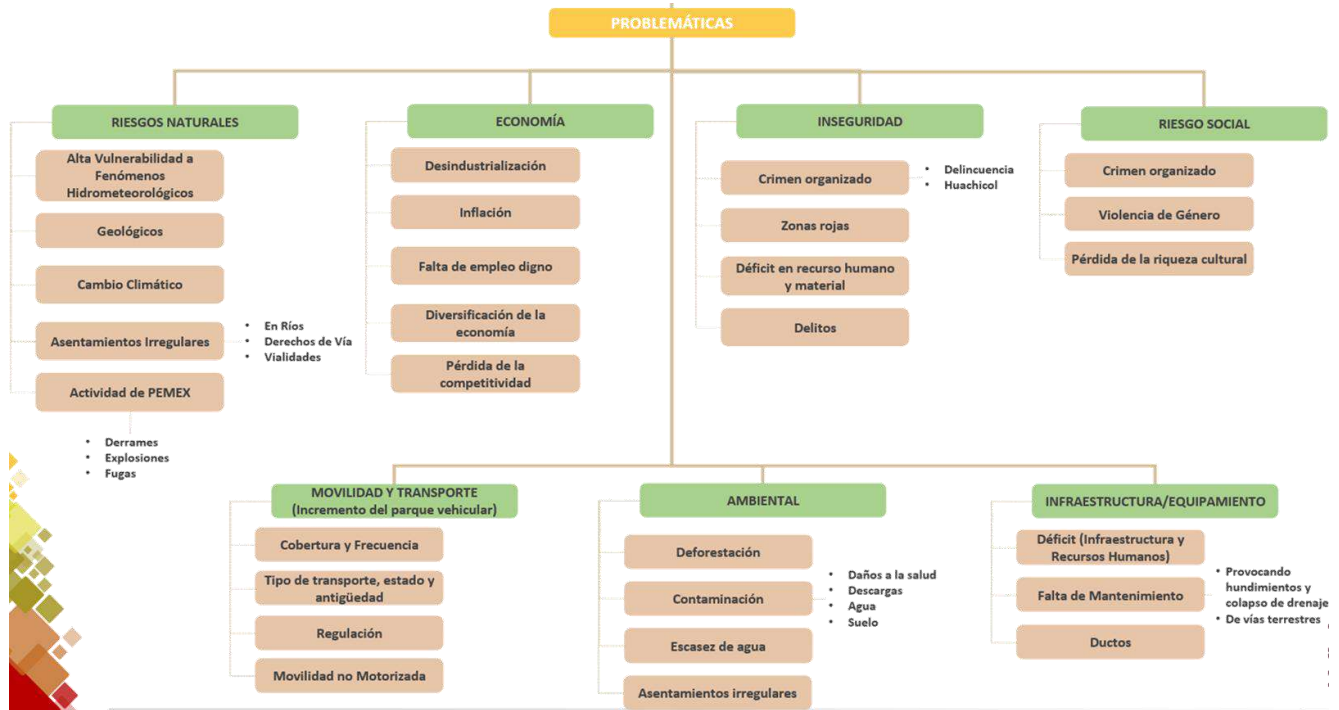 PROBLEMÁTICAS
RIESGOS NATURALES
Alta Vulnerabilidad a
Fenómenos
Hidrometeorológicos
Geológicos
Cambio Climático
Asentamientos Irregulares
• En Ríos
• Derechos de Vía
• Vialidades
Actividad de PEMEX
• Derrames
• Explosiones
• Fugas
ECONOMÍA
Desindustrialización
Inflación
Falta de empleo digno
Diversificación de la
economía
Pérdida de la
competitividad
INSEGURIDAD
Crimen organizado
• Delincuencia
• Huachicol
Zonas rojas
Déficit en recurso humano
y material
Delitos
RIESGO SOCIAL
Crimen organizado
Violencia de Género
Pérdida de la riqueza cultural
MOVILIDAD Y TRANSPORTE
(Incremento del parque vehicular)
Cobertura y Frecuencia
Tipo de transporte, estado y
antigüedad
Regulación
Movilidad no Motorizada
AMBIENTAL
Deforestación
Contaminación
• Daños a la salud
• Descargas
• Agua
• Suelo
Escasez de agua
Asentamientos irregulares
INFRAESTRUCTURA/EQUIPAMIENTO
Déficit (Infraestructura y
Recursos Humanos)
Falta de Mantenimiento
• Provocando
hundimientos y
colapso de drenaje
• De vías terrestres
Ductos